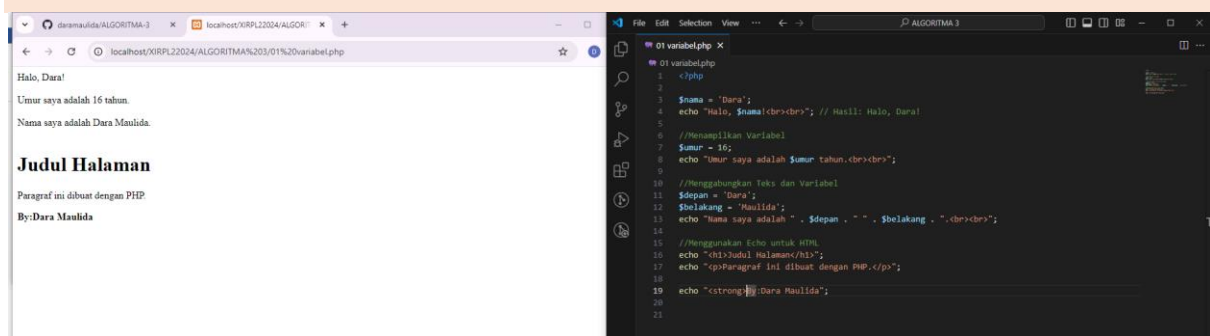 daramaulida/ALGORITMA-3
localhost/XIRPL22024/ALGORIT
localhost/XIRPL22024/ALGORITMA%203/01%20variabel.php
D
Halo, Dara!
Umur saya adalah 16 tahun.
Nama saya adalah Dara Maulida.
Judul Halaman
Paragraf ini dibuat dengan PHP.
By:Dara Maulida
File Edit Selection View ... ALGORITMA 3
01 variabel.php
01 variabel.php
1 <?php
2
3 $nama = 'Dara';
4 echo "Halo, $nama!<br><br>"; // Hasil: Halo, Dara!
5
6 //Menampilkan Variabel
7 $umur = 16;
8 echo "Umur saya adalah $umur tahun.<br><br>";
9
10 //Menggabungkan Teks dan Variabel
11 $depan = 'Dara';
12 $belakang = 'Maulida';
13 echo "Nama saya adalah " . $depan . " " . $belakang . ".<br><br>";
14
15 //Menggunakan Echo untuk HTML
16 echo "<h1>Judul Halaman</h1>";
17 echo "<p>Paragraf ini dibuat dengan PHP.</p>";
18
19 echo "<strong>By:Dara Maulida";
20
21